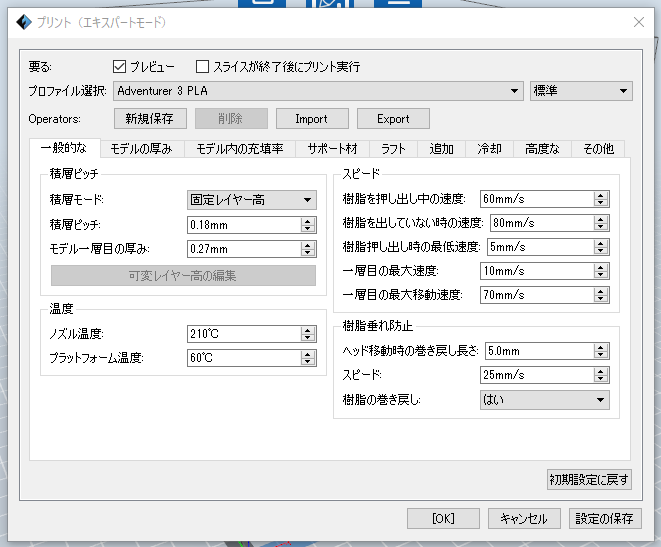 プリント（エキスパートモード）
要る: プレビュー スライスが終了後にプリント実行
プロファイル選択: Adventurer 3 PLA 標準
Operators: 新規保存 削除 Import Export
一般的な モデルの厚み モデル内の充填率 サポート材 ラフト 追加 冷却 高度な その他
積層ピッチ
積層モード: 固定レイヤー高
積層ピッチ: 0.18mm
モデル一層目の厚み: 0.27mm
可変レイヤー高の編集
温度
ノズル温度: 210℃
プラットフォーム温度: 60℃
スピード
樹脂を押し出し中の速度: 60mm/s
樹脂を出していない時の速度: 80mm/s
樹脂押し出し時の最低速度: 5mm/s
一層目の最大速度: 10mm/s
一層目の最大移動速度: 70mm/s
樹脂垂れ防止
ヘッド移動時の巻き戻し長さ: 5.0mm
スピード: 25mm/s
樹脂の巻き戻し: はい
初期設定に戻す
[OK] キャンセル 設定の保存